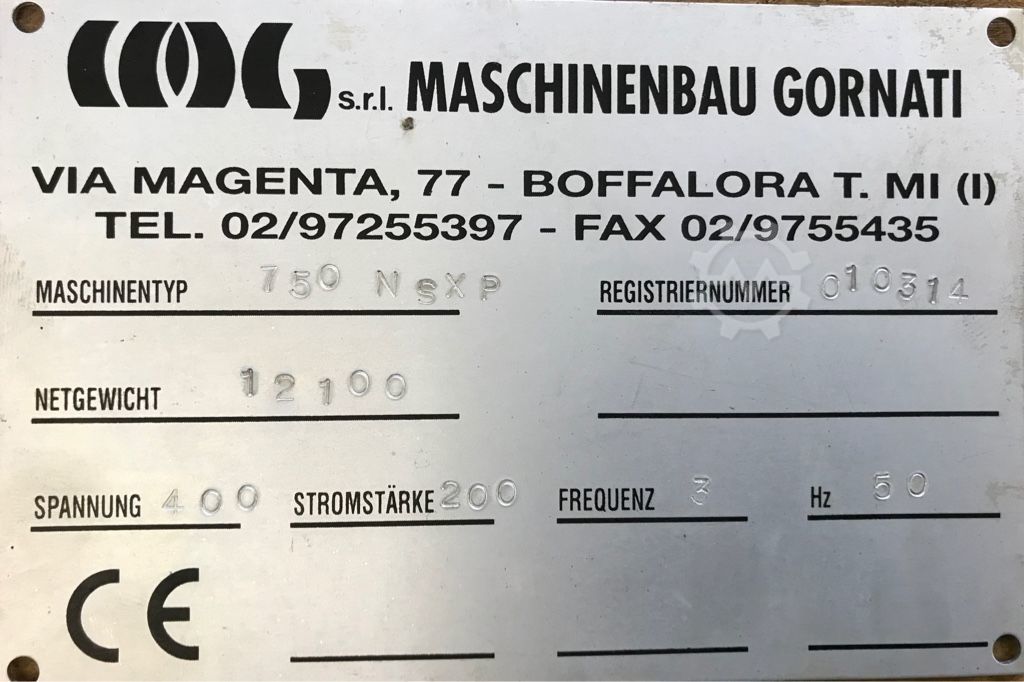 COG s.r.l. MASCHINENBAU GORNATI
VIA MAGENTA, 77 - BOFFALORA T. MI (I)
TEL. 02/97255397 - FAX 02/9755435
MASCHINENTYP 750 NSXP REGISTRIERNUMMER 010314
NETGEWICHT 12100
SPANNUNG 400 STROMSTÄRKE 200 FREQUENZ 3 Hz 50
CE